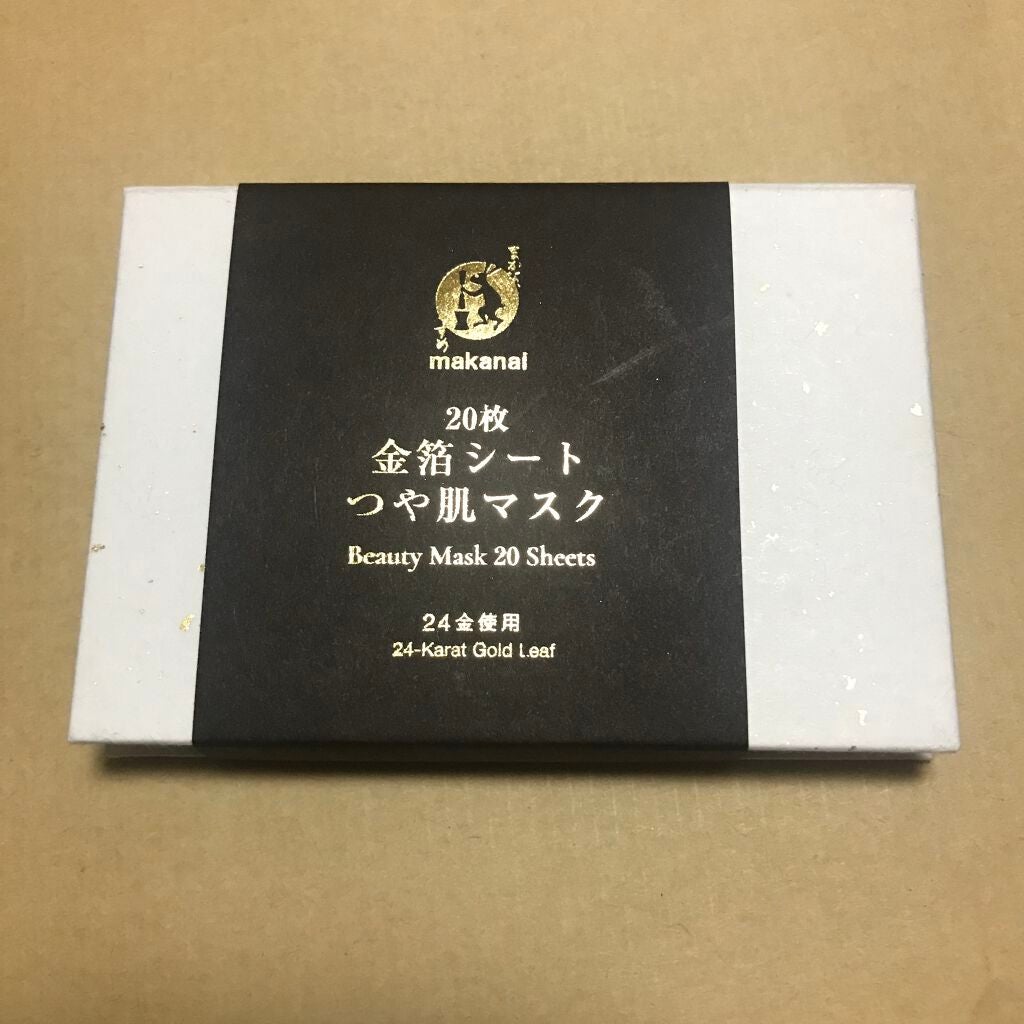 makanai
20枚
金箔シート
つや肌マスク
Beauty Mask 20 Sheets
24金使用
24-Karat Gold Leaf